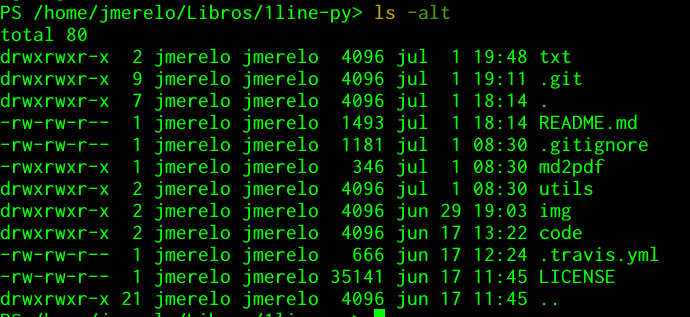 PS /home/jmerelo/Libros/1line-py> ls -alt
total 80
drwxrwxr-x  2 jmerelo jmerelo  4096 jul  1 19:48 txt
drwxrwxr-x  9 jmerelo jmerelo  4096 jul  1 19:11 .git
drwxrwxr-x  7 jmerelo jmerelo  4096 jul  1 18:14 .
-rw-rw-r--  1 jmerelo jmerelo  1493 jul  1 18:14 README.md
-rw-rw-r--  1 jmerelo jmerelo  1181 jul  1 08:30 .gitignore
-rwxrwxr-x  1 jmerelo jmerelo   346 jul  1 08:30 md2pdf
drwxrwxr-x  2 jmerelo jmerelo  4096 jul  1 08:30 utils
drwxrwxr-x  2 jmerelo jmerelo  4096 jun 29 19:03 img
drwxrwxr-x  2 jmerelo jmerelo  4096 jun 17 13:22 code
-rw-rw-r--  1 jmerelo jmerelo   666 jun 17 12:24 .travis.yml
-rw-rw-r--  1 jmerelo jmerelo 35141 jun 17 11:45 LICENSE
drwxrwxr-x 21 jmerelo jmerelo  4096 jun 17 11:45 ..
PS /home/jmerelo/Libros/1line-py>